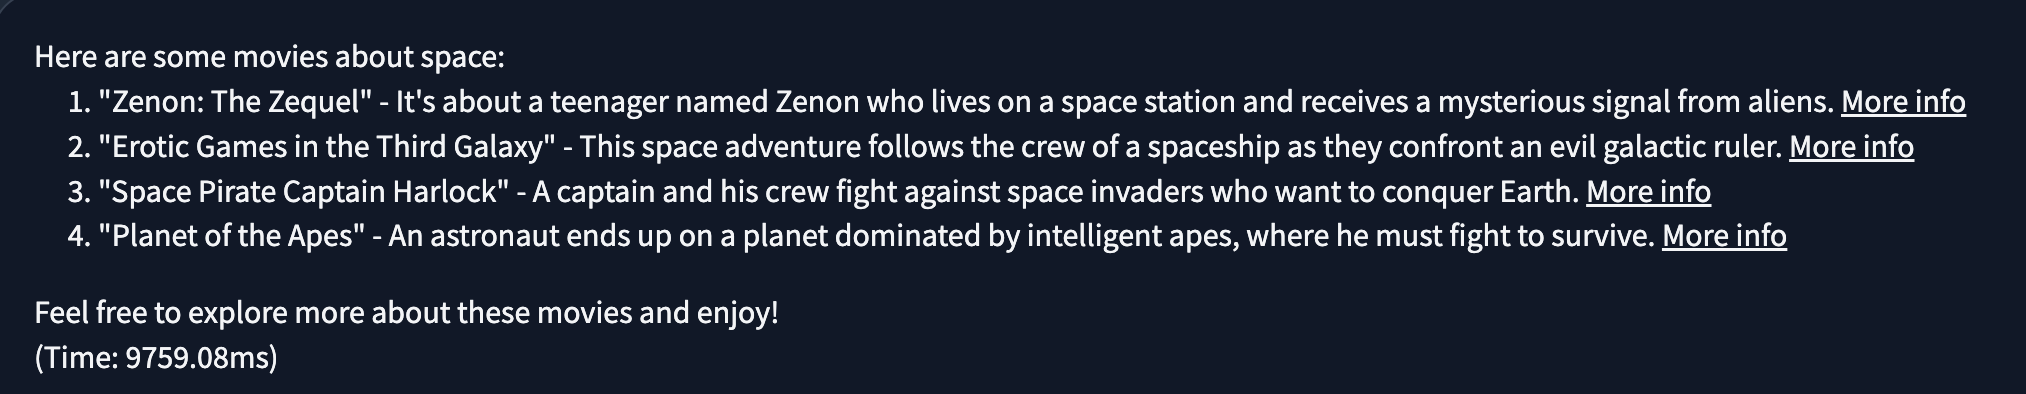 Here are some movies about space:
1. "Zenon: The Zequel" - It's about a teenager named Zenon who lives on a space station and receives a mysterious signal from aliens. More info
2. "Erotic Games in the Third Galaxy" - This space adventure follows the crew of a spaceship as they confront an evil galactic ruler. More info
3. "Space Pirate Captain Harlock" - A captain and his crew fight against space invaders who want to conquer Earth. More info
4. "Planet of the Apes" - An astronaut ends up on a planet dominated by intelligent apes, where he must fight to survive. More info
Feel free to explore more about these movies and enjoy!
(Time: 9759.08ms)